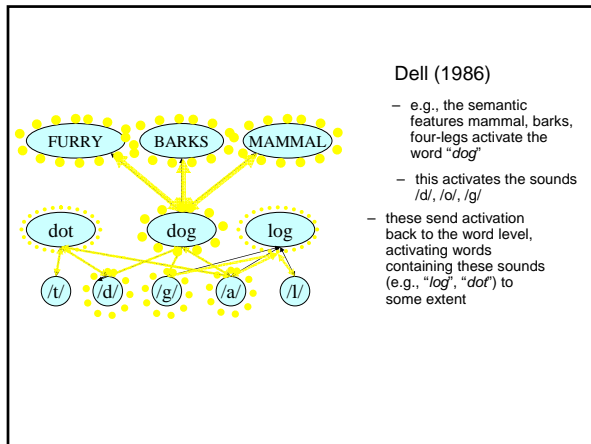 Dell (1986)
– e.g., the semantic
features mammal, barks,
four-legs activate the
word “dog”
– this activates the sounds
/d/, /o/, /g/
– these send activation
back to the word level,
activating words
containing these sounds
(e.g., “log”, “dot”) to
some extent
FURRY BARKS MAMMAL
dot dog log
/t/ /d/ /g/ /a/ /l/